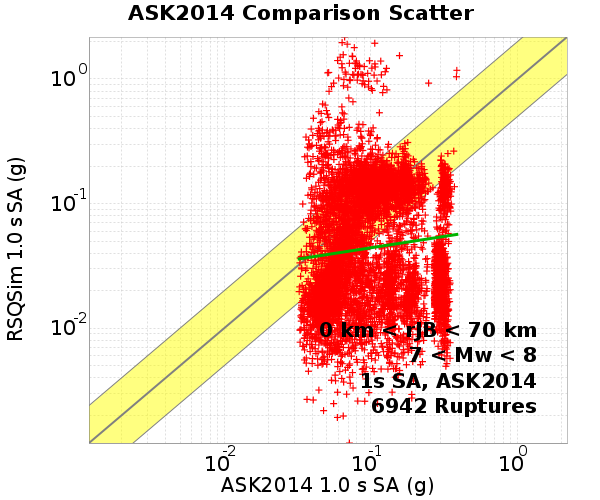 ASK2014 Comparison Scatter
RSQSim 1.0 s SA (g)
10^0
10^-1
10^-2
0 km < rJB < 70 km
7 < Mw < 8
1s SA, ASK2014
6942 Ruptures
10^-2 10^-1 10^0
ASK2014 1.0 s SA (g)